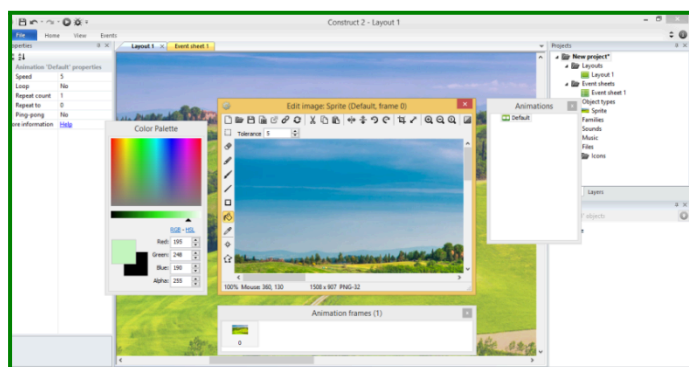 Construct 2 - Layout 1
File Home View Events
Layout 1 Event sheet 1
Animation 'Default' properties
Speed 5
Loop No
Repeat count 1
Repeat to 0
Ping-pong No
ore information Help
Color Palette
RGB - HSL
Red: 195
Green: 248
Blue: 190
Alpha: 255
Edit image: Sprite (Default, frame 0)
Tolerance 5
100% Mouse: 360, 130 1508 x 907 PNG-32
Animation frames (1)
0
Animations
Default
Projects
New project*
Layouts
Layout 1
Event sheets
Event sheet 1
Object types
Sprite
Families
Sounds
Music
Files
Icons
Layers
objects